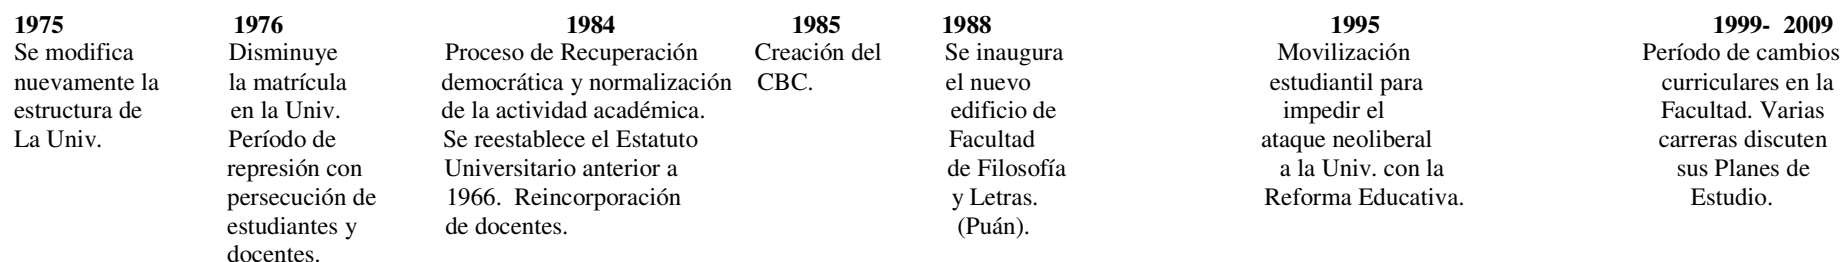 1975
Se modifica
nuevamente la
estructura de
La Univ.
1976
Disminuye
la matrícula
en la Univ.
Período de
represión con
persecución de
estudiantes y
docentes.
1984
Proceso de Recuperación
democrática y normalización
de la actividad académica.
Se reestablece el Estatuto
Universitario anterior a
1966. Reincorporación
de docentes.
1985
Creación del
CBC.
1988
Se inaugura
el nuevo
edificio de
Facultad
de Filosofía
y Letras.
(Puán).
1995
Movilización
estudiantil para
impedir el
ataque neoliberal
a la Univ. con la
Reforma Educativa.
1999- 2009
Período de cambios
curriculares en la
Facultad. Varias
carreras discuten
sus Planes de
Estudio.